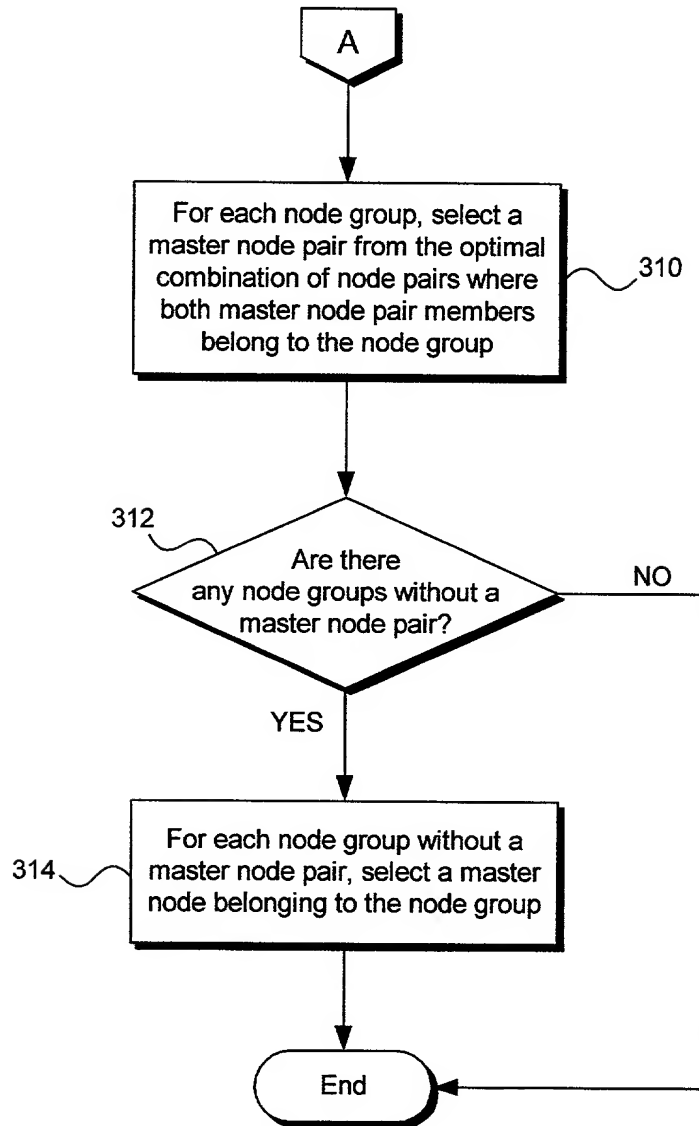 A
For each node group, select a
master node pair from the optimal
combination of node pairs where
both master node pair members
belong to the node group
310
312
Are there
any node groups without a
master node pair?
NO
YES
For each node group without a
master node pair, select a master
node belonging to the node group
314
End